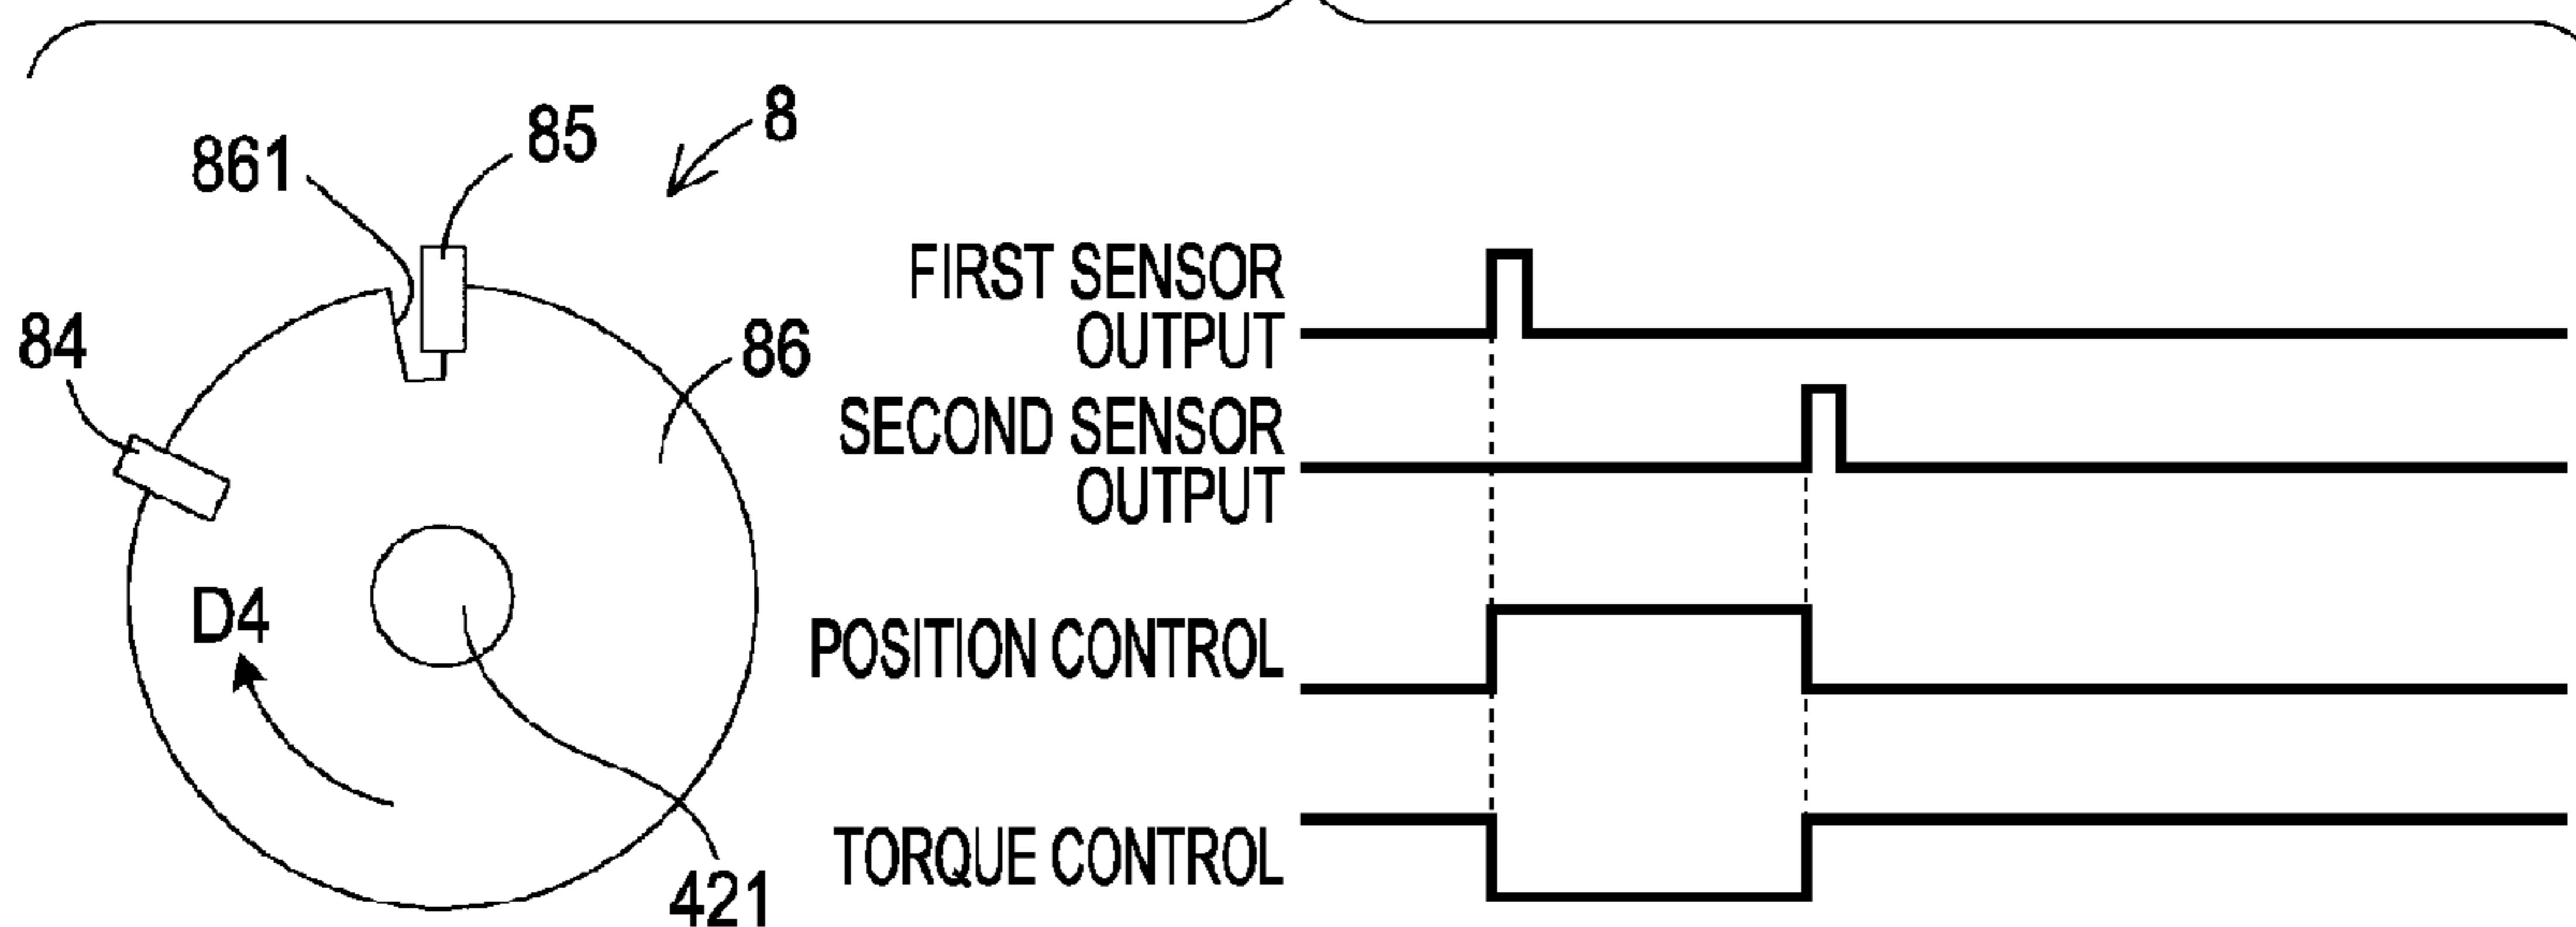 8
85
861
84
86
D4
421
FIRST SENSOR
OUTPUT
SECOND SENSOR
OUTPUT
POSITION CONTROL
TORQUE CONTROL